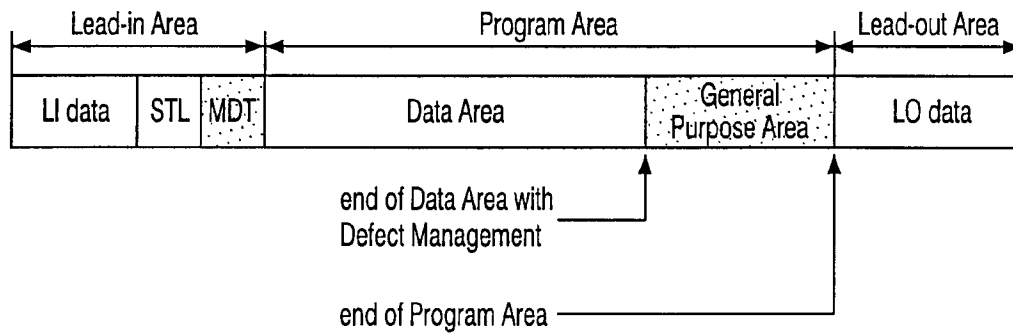 Lead-in Area Program Area Lead-out Area
LI data STL MDT Data Area General Purpose Area LO data
end of Data Area with
Defect Management
end of Program Area